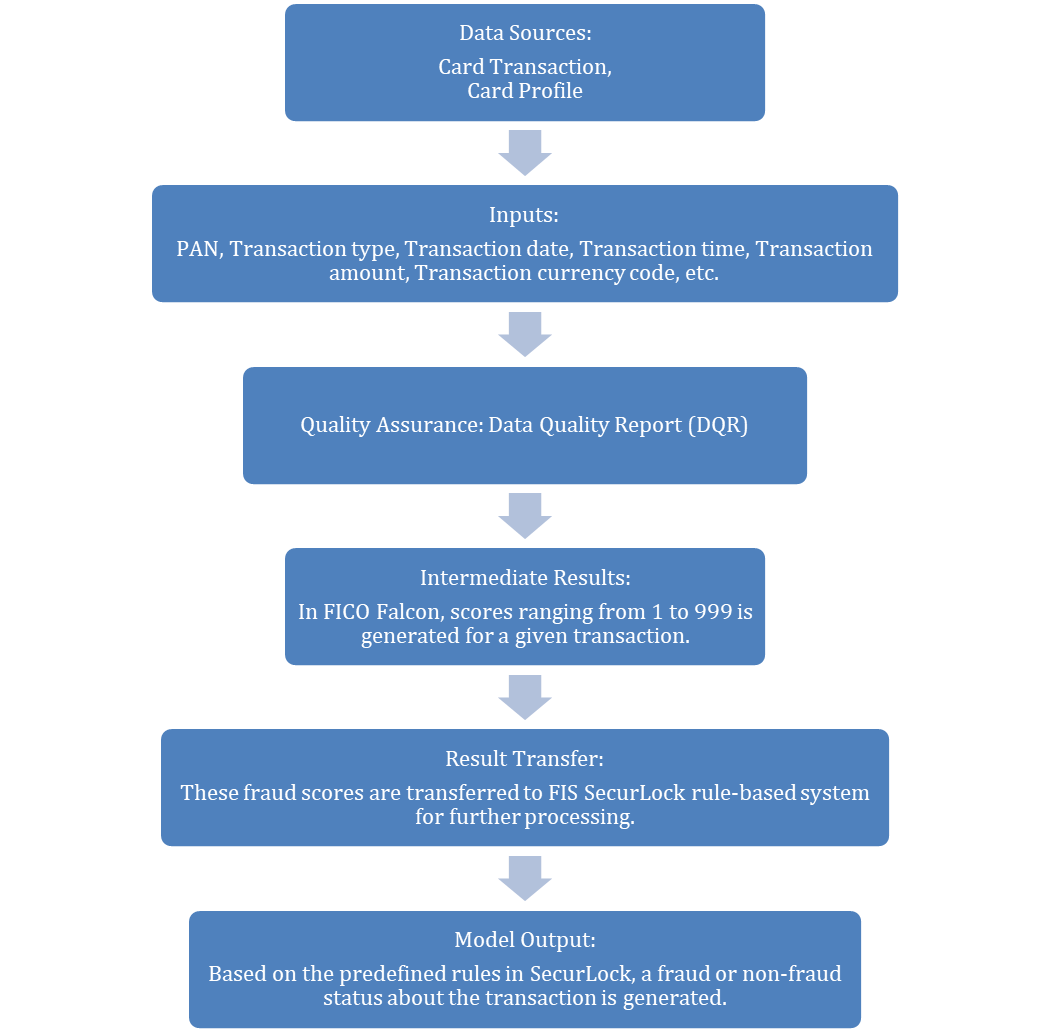 Data Sources:
Card Transaction,
Card Profile
Inputs:
PAN, Transaction type, Transaction date, Transaction time, Transaction
amount, Transaction currency code, etc.
Quality Assurance: Data Quality Report (DQR)
Intermediate Results:
In FICO Falcon, scores ranging from 1 to 999 is
generated for a given transaction.
Result Transfer:
These fraud scores are transferred to FIS SecurLock rule-based system
for further processing.
Model Output:
Based on the predefined rules in SecurLock, a fraud or non-fraud
status about the transaction is generated.